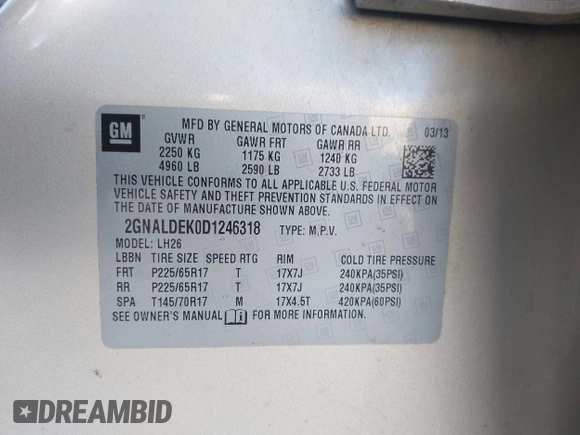 GM
MFD BY GENERAL MOTORS OF CANADA LTD. 03/13
GVWR GAWR FRT GAWR RR
2250 KG 1175 KG 1240 KG
4960 LB 2590 LB 2733 LB
THIS VEHICLE CONFORMS TO ALL APPLICABLE U.S. FEDERAL MOTOR
VEHICLE SAFETY AND THEFT PREVENTION STANDARDS IN EFFECT ON
THE DATE OF MANUFACTURE SHOWN ABOVE.
2GNALDEK0D1246318 TYPE: M.P.V.
MODEL: LH26
LBBN TIRE SIZE SPEED RTG RIM COLD TIRE PRESSURE
FRT P225/65R17 T 17X7J 240KPA(35PSI)
RR P225/65R17 T 17X7J 240KPA(35PSI)
SPA T145/70R17 M 17X4.5T 420KPA(60PSI)
SEE OWNER'S MANUAL FOR MORE INFORMATION.
DREAMBID